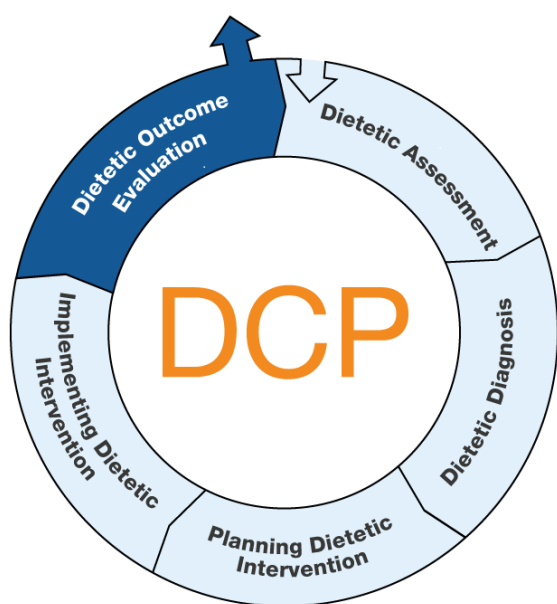 Dietetic Assessment
Dietetic Diagnosis
Planning Dietetic
Intervention
Implementing Dietetic
Intervention
Dietetic Outcome
Evaluation
DCP